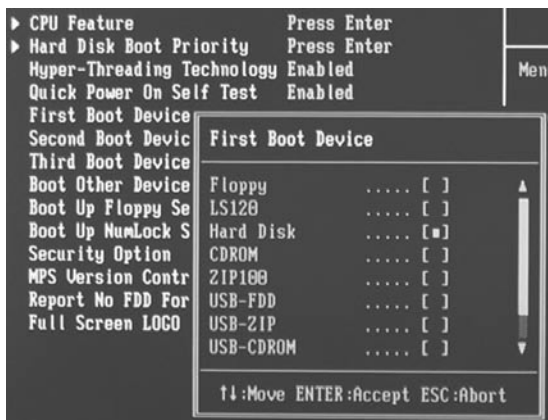 CPU Feature Press Enter
Hard Disk Boot Priority Press Enter
Hyper-Threading Technology Enabled
Quick Power On Self Test Enabled
First Boot Device
Second Boot Devic
Third Boot Device
Boot Other Device
Boot Up Floppy Se
Boot Up NumLock S
Security Option
MPS Version Contr
Report No FDD For
Full Screen LOGO
Men
First Boot Device
Floppy ..... [ ]
LS120 ..... [ ]
Hard Disk ..... [■]
CDROM ..... [ ]
ZIP100 ..... [ ]
USB-FDD ..... [ ]
USB-ZIP ..... [ ]
USB-CDROM ..... [ ]
↑↓:Move ENTER:Accept ESC:Abort